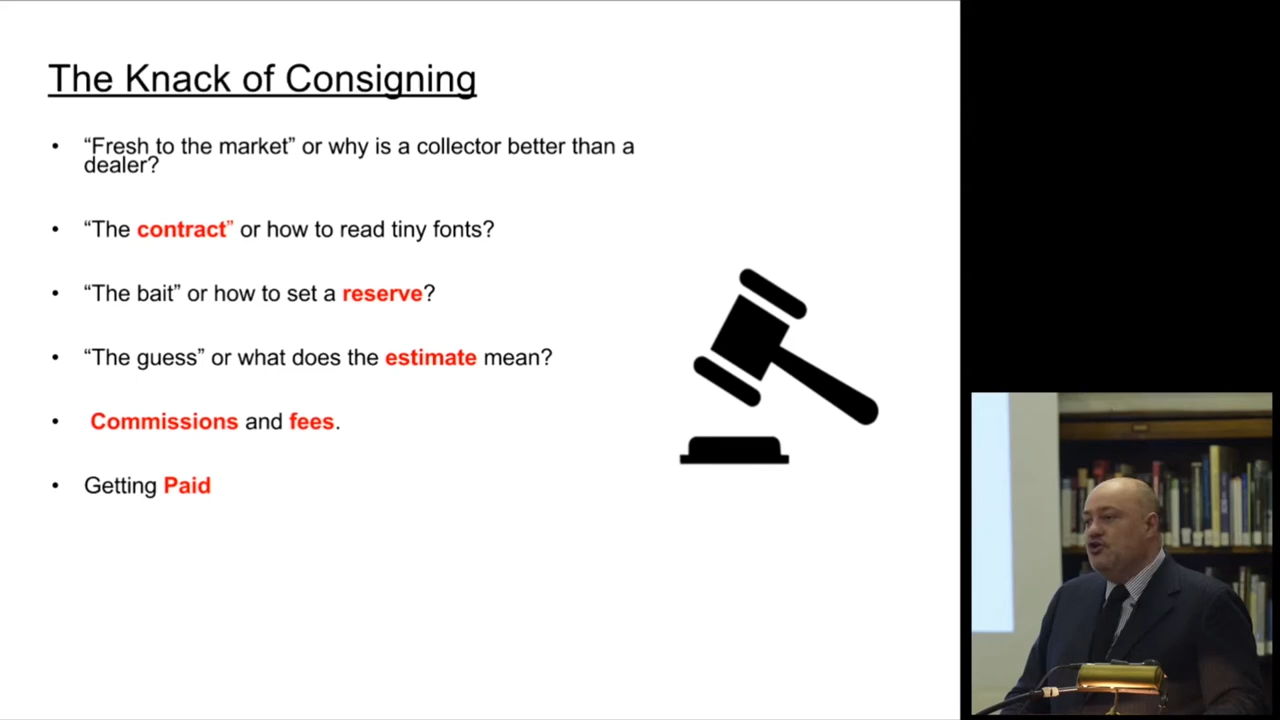 The Knack of Consigning
• “Fresh to the market” or why is a collector better than a
dealer?
• “The contract” or how to read tiny fonts?
• “The bait” or how to set a reserve?
• “The guess” or what does the estimate mean?
• Commissions and fees.
• Getting Paid